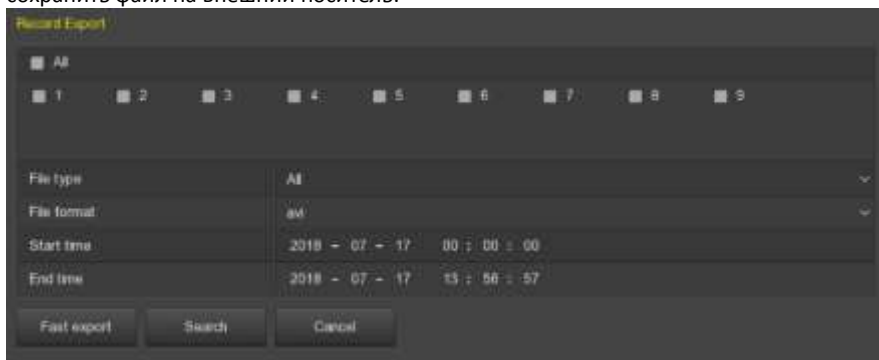 сохранить файл на внешний носитель.
Record Export
All
1 2 3 4 5 6 7 8 9
File type All
File format avi
Start time 2018 - 07 - 17 00 : 00 : 00
End time 2018 - 07 - 17 13 : 56 : 57
Fast export Search Cancel